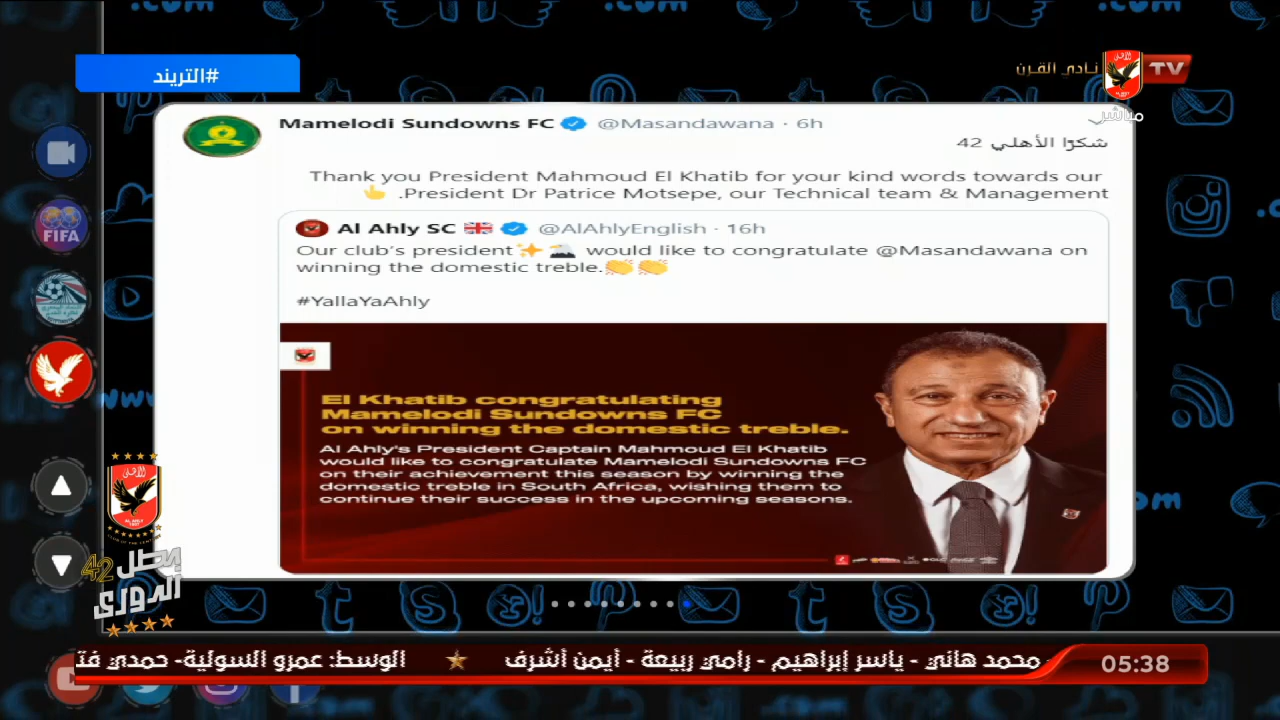 #التريند
نادي القرن
TV
مباشر
Mamelodi Sundowns FC @Masandawana · 6h
شكرًا الأهلي 42
Thank you President Mahmoud El Khatib for your kind words towards our
.President Dr Patrice Motsepe, our Technical team & Management
Al Ahly SC @AlAhlyEnglish · 16h
Our club's president would like to congratulate @Masandawana on
winning the domestic treble.
#YallaYaAhly
El Khatib congratulating
Mamelodi Sundowns FC
on winning the domestic treble.
Al Ahly's President Captain Mahmoud El Khatib
would like to congratulate Mamelodi Sundowns FC
on their achievement this season by winning the
domestic treble in South Africa, wishing them to
continue their success in the upcoming seasons.
FIFA
بطل 42
الدوري
محمد هاني - ياسر إبراهيم - رامي ربيعة - أيمن أشرف
الوسط: عمرو السولية- حمدي فتـ
05:38